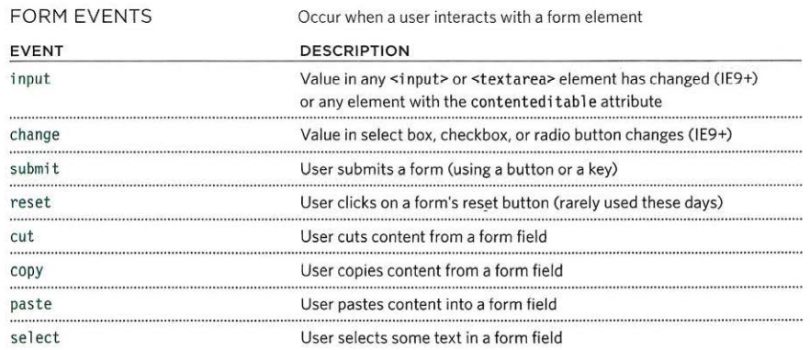 FORM EVENTS Occur when a user interacts with a form element
EVENT DESCRIPTION
input Value in any <input> or <textarea> element has changed (IE9+)
or any element with the contenteditable attribute
change Value in select box, checkbox, or radio button changes (IE9+)
submit User submits a form (using a button or a key)
reset User clicks on a form's reset button (rarely used these days)
cut User cuts content from a form field
copy User copies content from a form field
paste User pastes content into a form field
select User selects some text in a form field